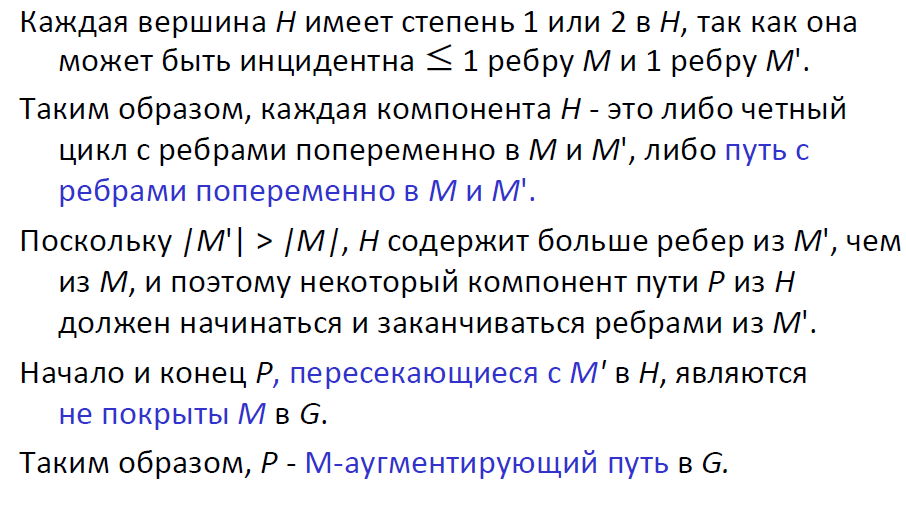 Каждая вершина H имеет степень 1 или 2 в H, так как она
может быть инцидентна ≤ 1 ребру M и 1 ребру M'.
Таким образом, каждая компонента H - это либо четный
цикл с ребрами попеременно в M и M', либо путь с
ребрами попеременно в M и M'.
Поскольку |M'| > |M|, H содержит больше ребер из M', чем
из M, и поэтому некоторый компонент пути P из H
должен начинаться и заканчиваться ребрами из M'.
Начало и конец P, пересекающиеся с M' в H, являются
не покрыты M в G.
Таким образом, P - M-аугментирующий путь в G.